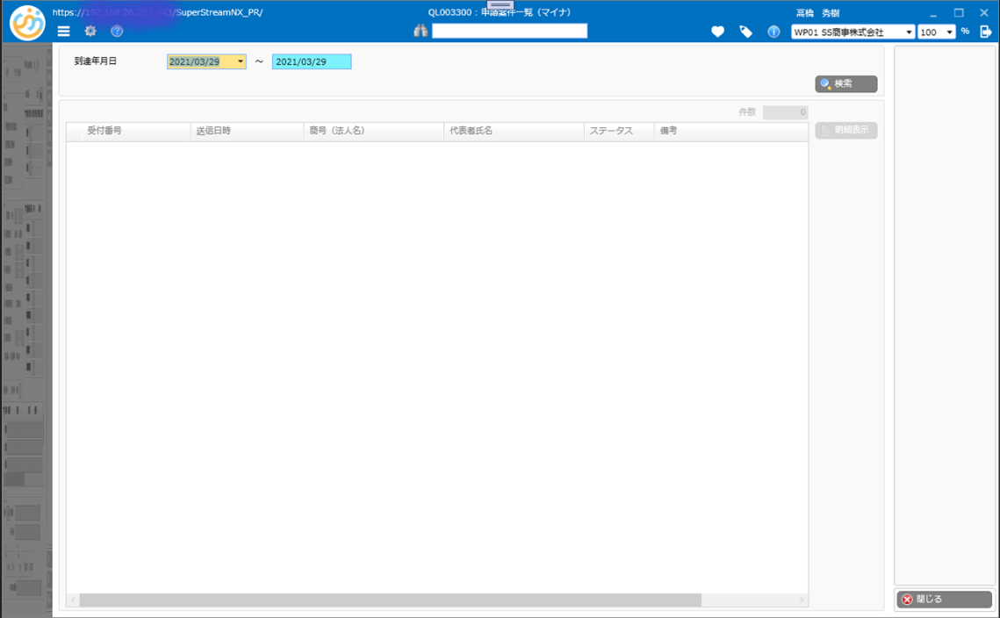 https:// /SuperStreamNX_PR/
QL003300 : 申請案件一覧 (マイナ)
髙橋 秀樹
WP01 SS商事株式会社
100
%
到達年月日
2021/03/29
～
2021/03/29
検索
件数
0
受付番号
送信日時
商号 (法人名)
代表者氏名
ステータス
備考
明細表示
閉じる